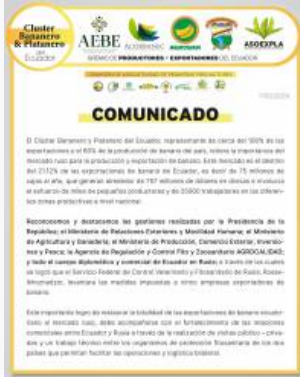 Cluster
Bananero
& Platanero
del
Ecuador
AEBE
ACORBANEC
AGROBAN
ASOEXPLA
GREMIO DE PRODUCTORES - EXPORTADORES DEL ECUADOR
COMUNICADO
El Clúster Bananero y Platanero del Ecuador, representante de cerca del 100% de las
exportaciones y el 60% de la producción de banano del país, reitera la importancia del
mercado ruso para la producción y exportación de banano. Este mercado es el destino
del 21,12% de las exportaciones de banano de Ecuador, es decir de 75 millones de
cajas al año, que generan alrededor de 757 millones de dólares en divisas e involucra
el esfuerzo de miles de pequeños productores y de 25000 trabajadores en las diferen-
tes zonas productivas a nivel nacional.
Reconocemos y destacamos las gestiones realizadas por la Presidencia de la
República; el Ministerio de Relaciones Exteriores y Movilidad Humana; el Ministerio
de Agricultura y Ganadería; el Ministerio de Producción, Comercio Exterior, Inversio-
nes y Pesca; la Agencia de Regulación y Control Fito y Zoosanitario AGROCALIDAD;
y todo el cuerpo diplomático y comercial de Ecuador en Rusia; a través de las cuales
se logró que el Servicio Federal de Control Veterinario y Fitosanitario de Rusia, Rosse-
lkhoznadzor, levantara las medidas impuestas a cinco empresas exportadoras de
banano.
Este importante logro de restaurar la totalidad de las exportaciones de banano ecuato-
riano al mercado ruso, debe acompañarse con el fortalecimiento de las relaciones
comerciales entre Ecuador y Rusia a través de la realización de visitas público - priva-
das y un trabajo técnico entre los organismos de protección fitosanitaria de los dos
países que permitan facilitar las operaciones y logística bilateral.